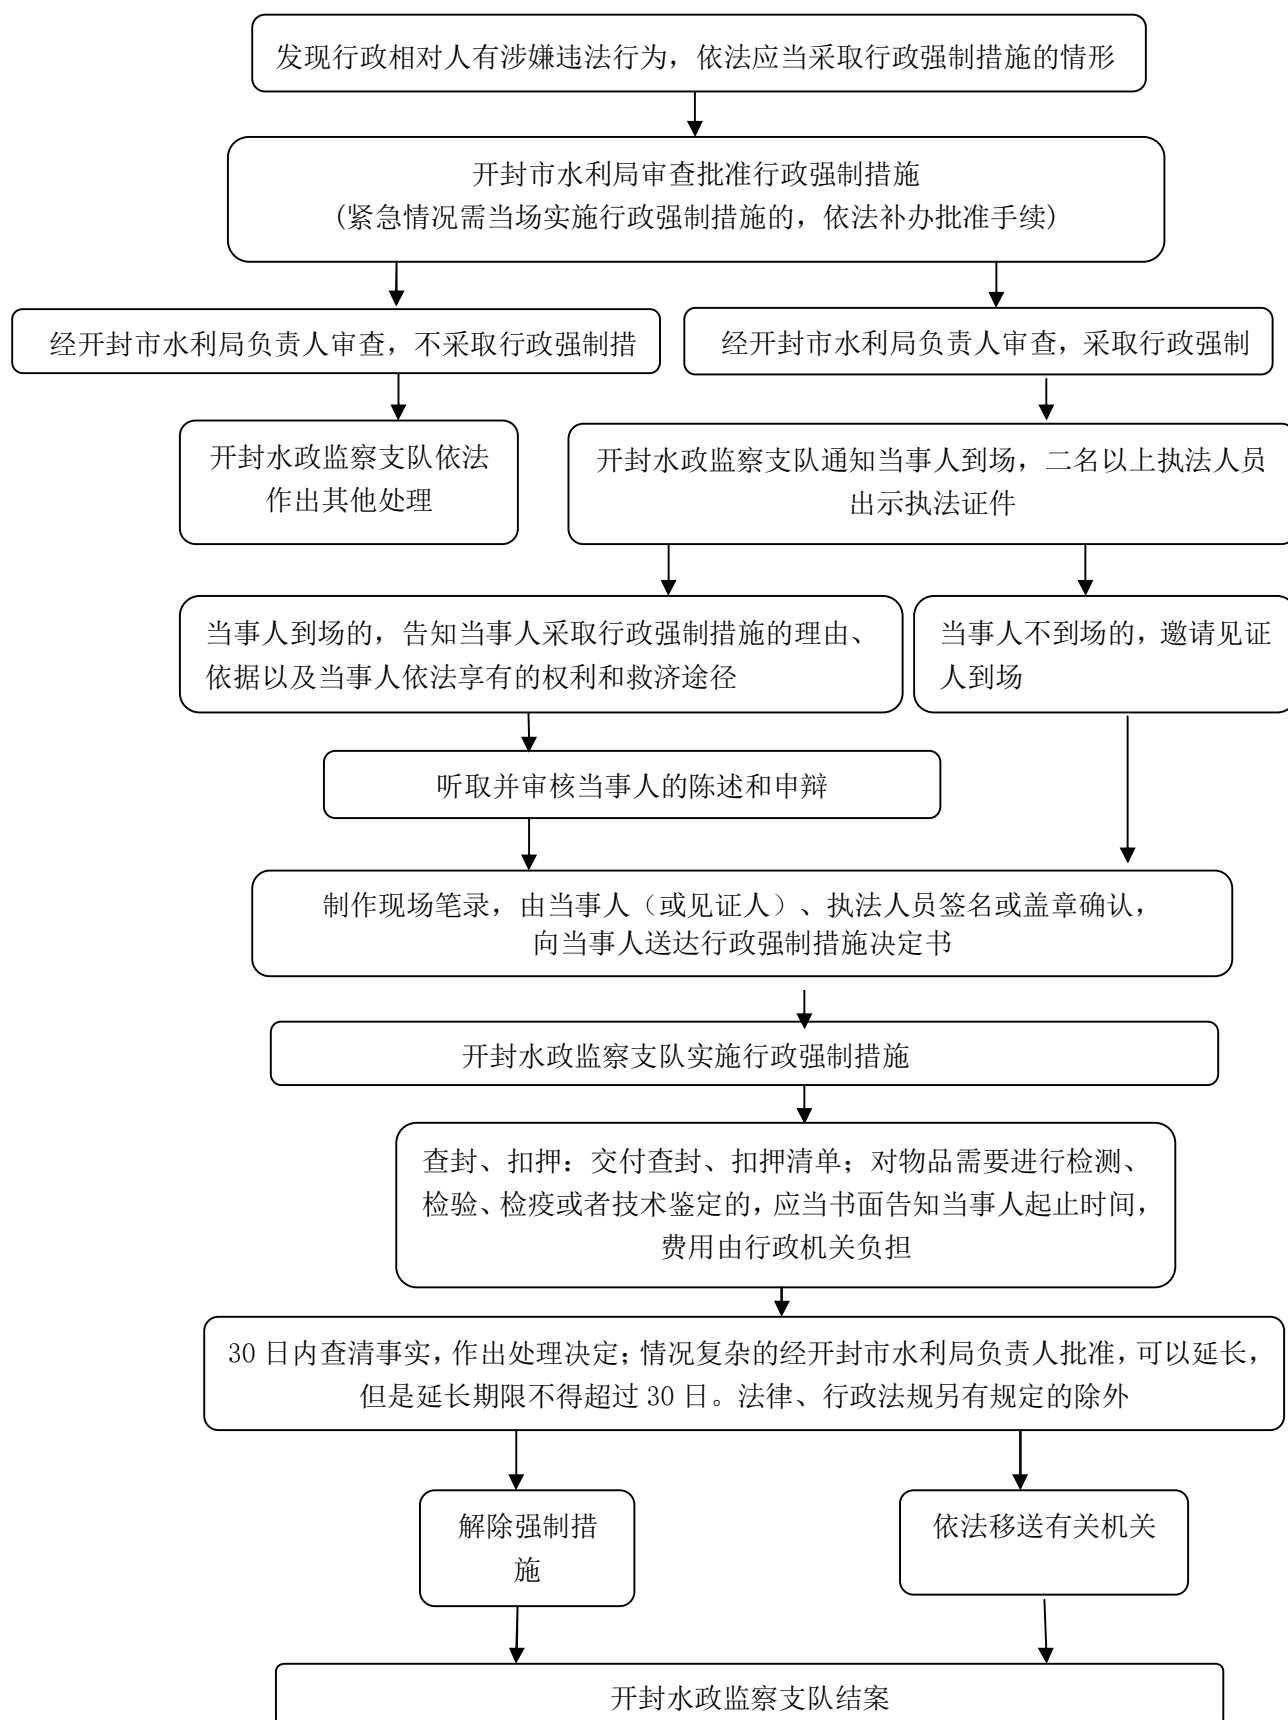 发现行政相对人有涉嫌违法行为，依法应当采取行政强制措施的情形
开封市水利局审查批准行政强制措施
(紧急情况需当场实施行政强制措施的，依法补办批准手续)
经开封市水利局负责人审查，不采取行政强制措
经开封市水利局负责人审查，采取行政强制
开封水政监察支队依法
作出其他处理
开封水政监察支队通知当事人到场，二名以上执法人员
出示执法证件
当事人到场的，告知当事人采取行政强制措施的理由、
依据以及当事人依法享有的权利和救济途径
当事人不到场的，邀请见证
人到场
听取并审核当事人的陈述和申辩
制作现场笔录，由当事人（或见证人）、执法人员签名或盖章确认，
向当事人送达行政强制措施决定书
开封水政监察支队实施行政强制措施
查封、扣押：交付查封、扣押清单；对物品需要进行检测、
检验、检疫或者技术鉴定的，应当书面告知当事人起止时间，
费用由行政机关负担
30 日内查清事实，作出处理决定；情况复杂的经开封市水利局负责人批准，可以延长，
但是延长期限不得超过 30 日。法律、行政法规另有规定的除外
解除强制措
施
依法移送有关机关
开封水政监察支队结案